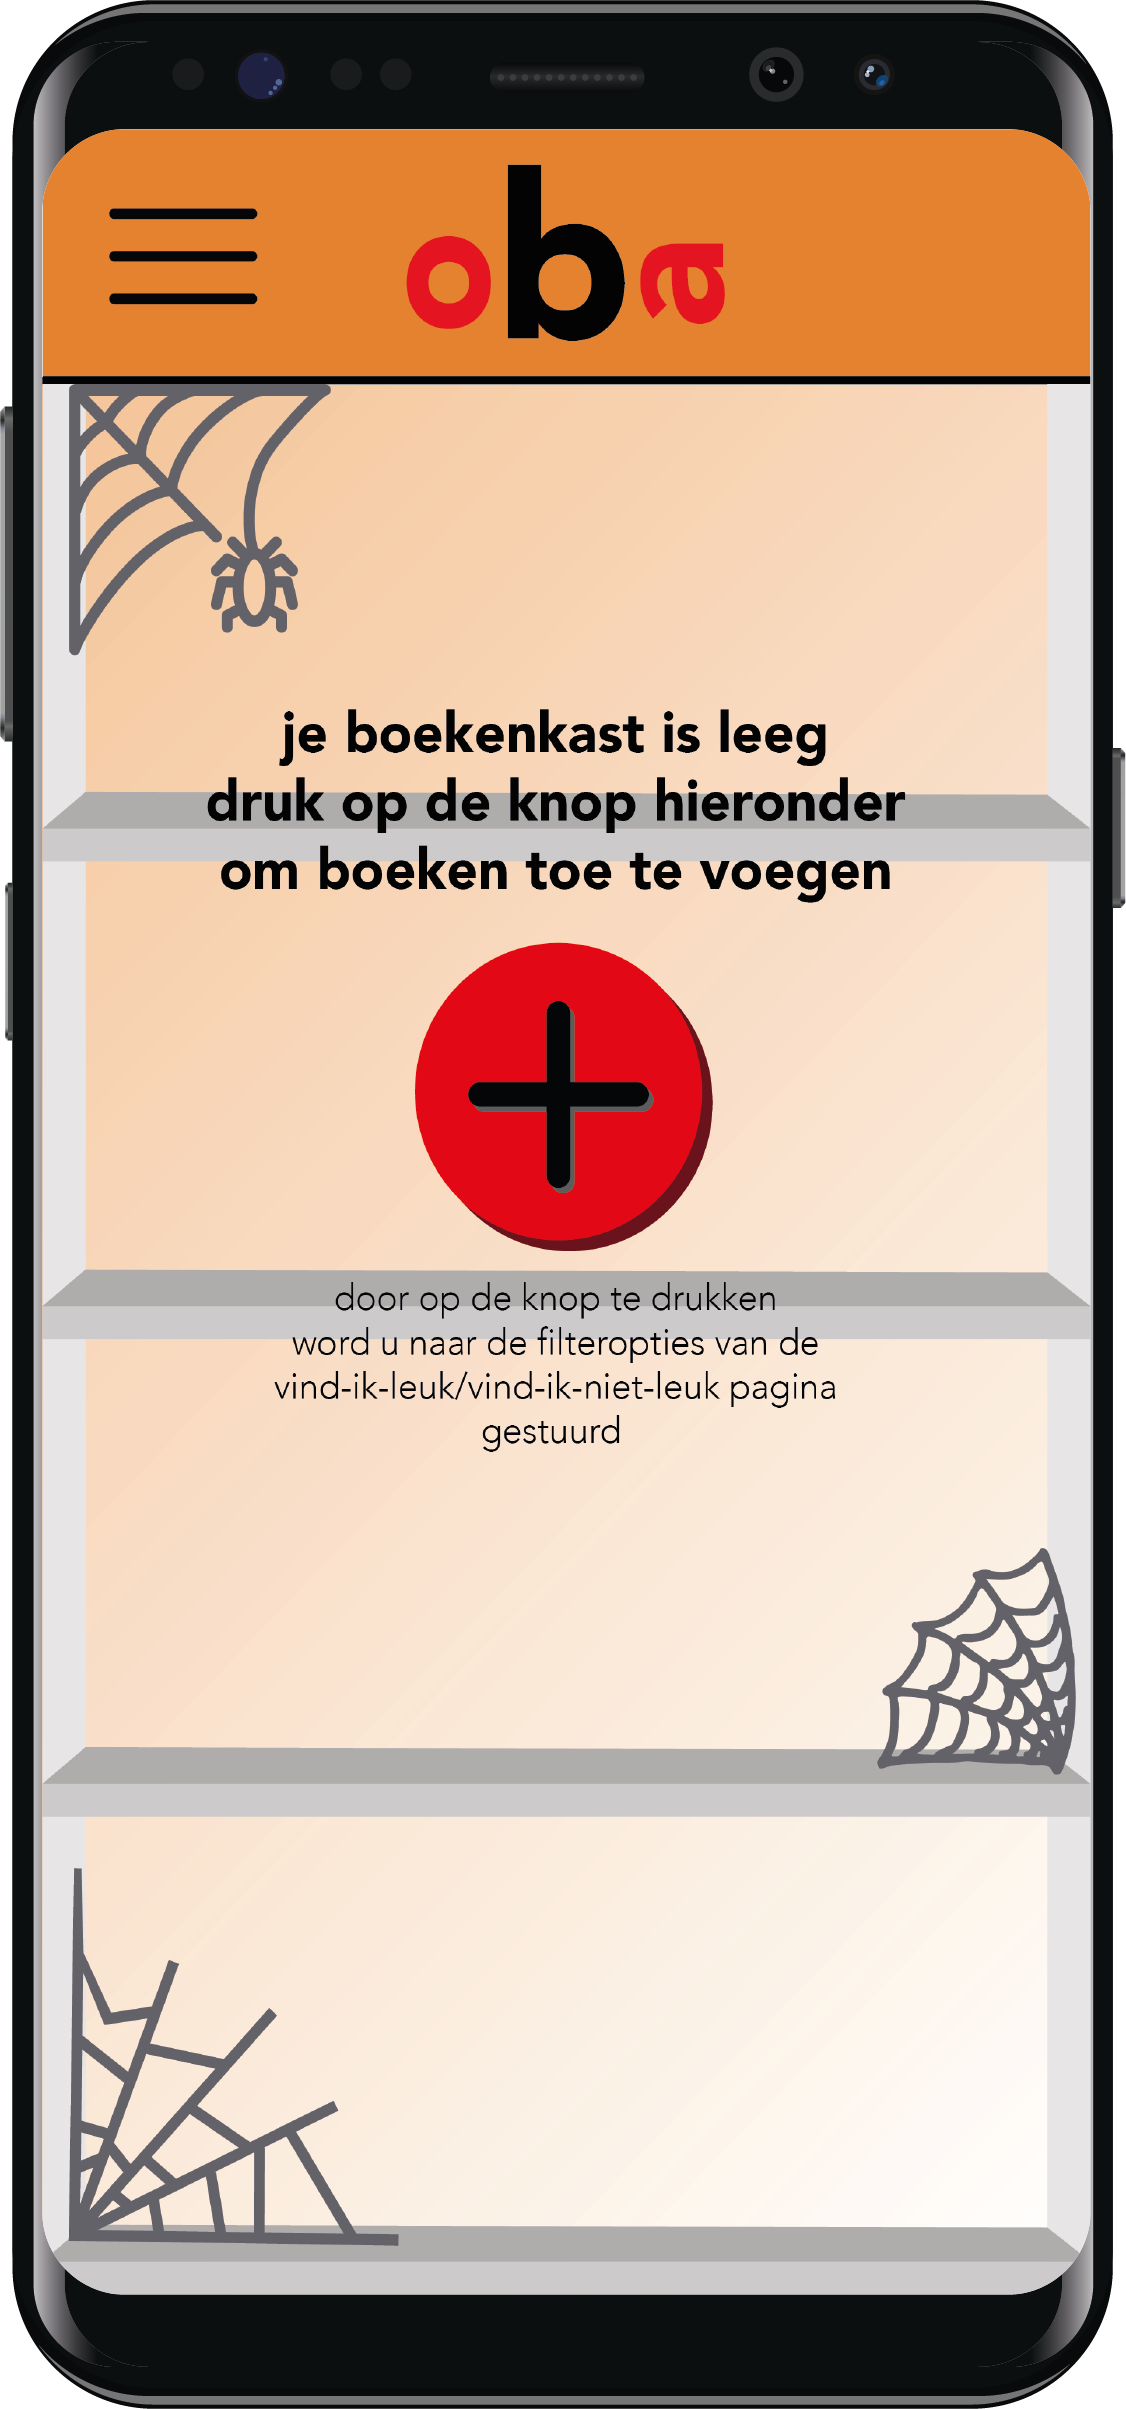 oba
je boekenkast is leeg
druk op de knop hieronder
om boeken toe te voegen
door op de knop te drukken
word u naar de filteropties van de
vind-ik-leuk/vind-ik-niet-leuk pagina
gestuurd